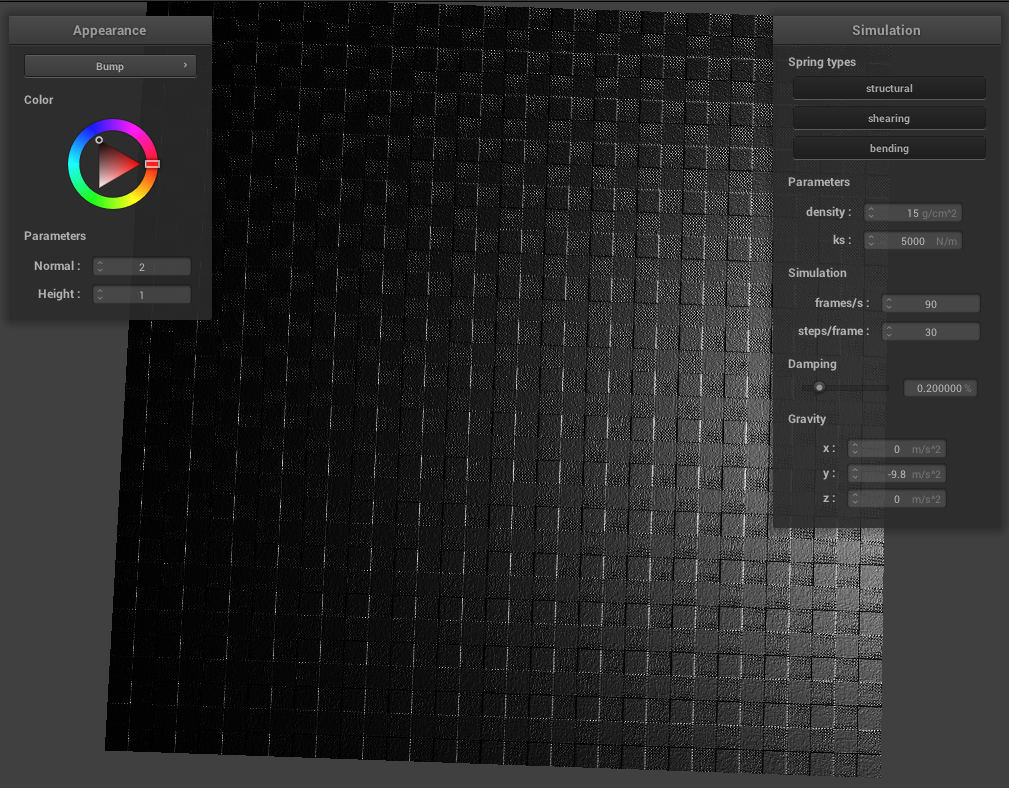 Appearance
Bump
Color
Parameters
Normal : 2
Height : 1
Simulation
Spring types
structural
shearing
bending
Parameters
density : 15 g/cm^2
ks : 5000 N/m
Simulation
frames/s : 90
steps/frame : 30
Damping
0.200000 %
Gravity
x : 0 m/s^2
y : -9.8 m/s^2
z : 0 m/s^2